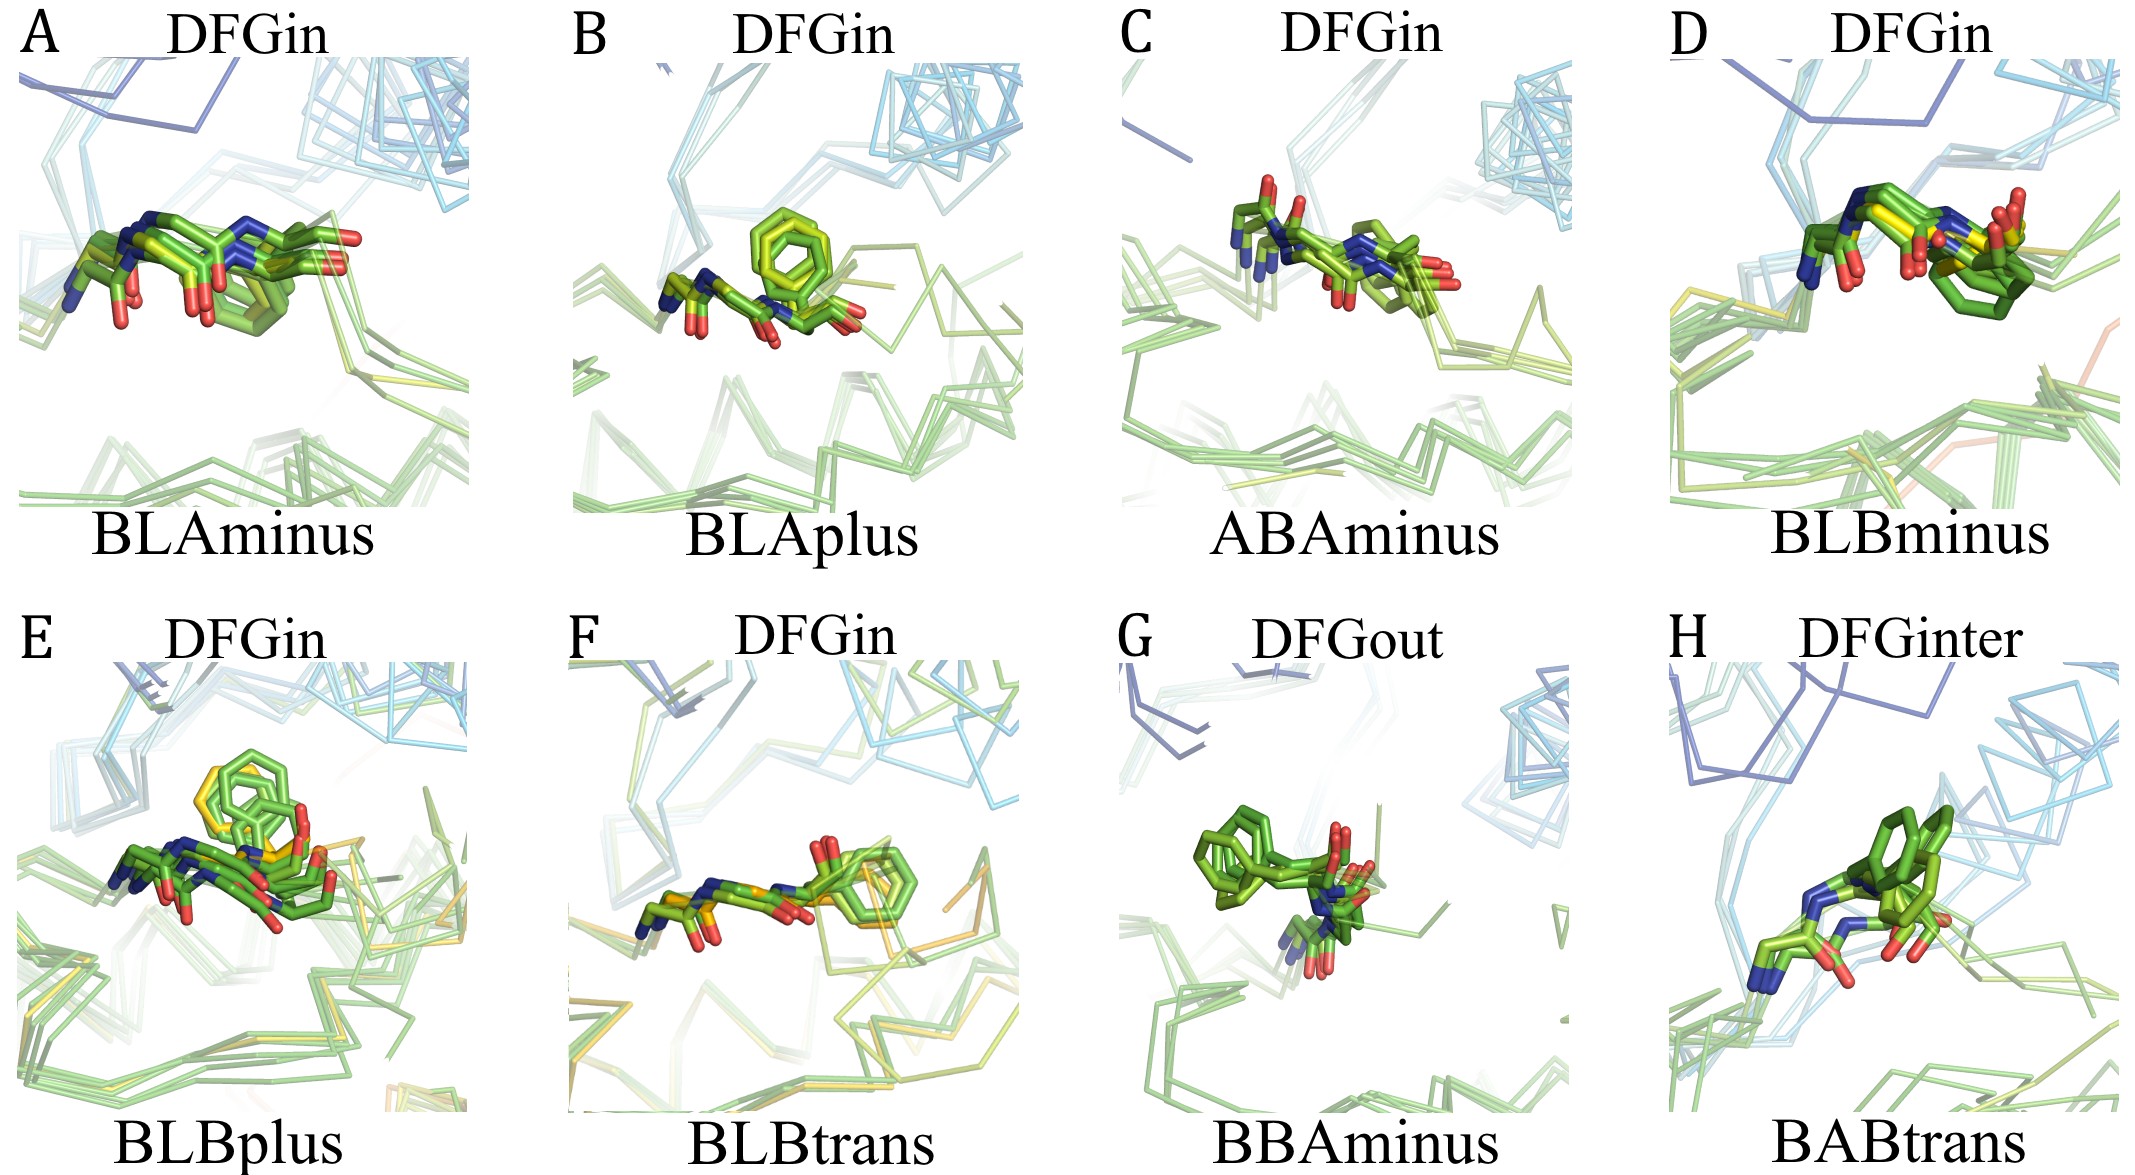 A DFGin
B DFGin
C DFGin
D DFGin
BLAminus
BLAplus
ABAminus
BLBminus
E DFGin
F DFGin
G DFGout
H DFGinter
BLBplus
BLBtrans
BBAminus
BABtrans